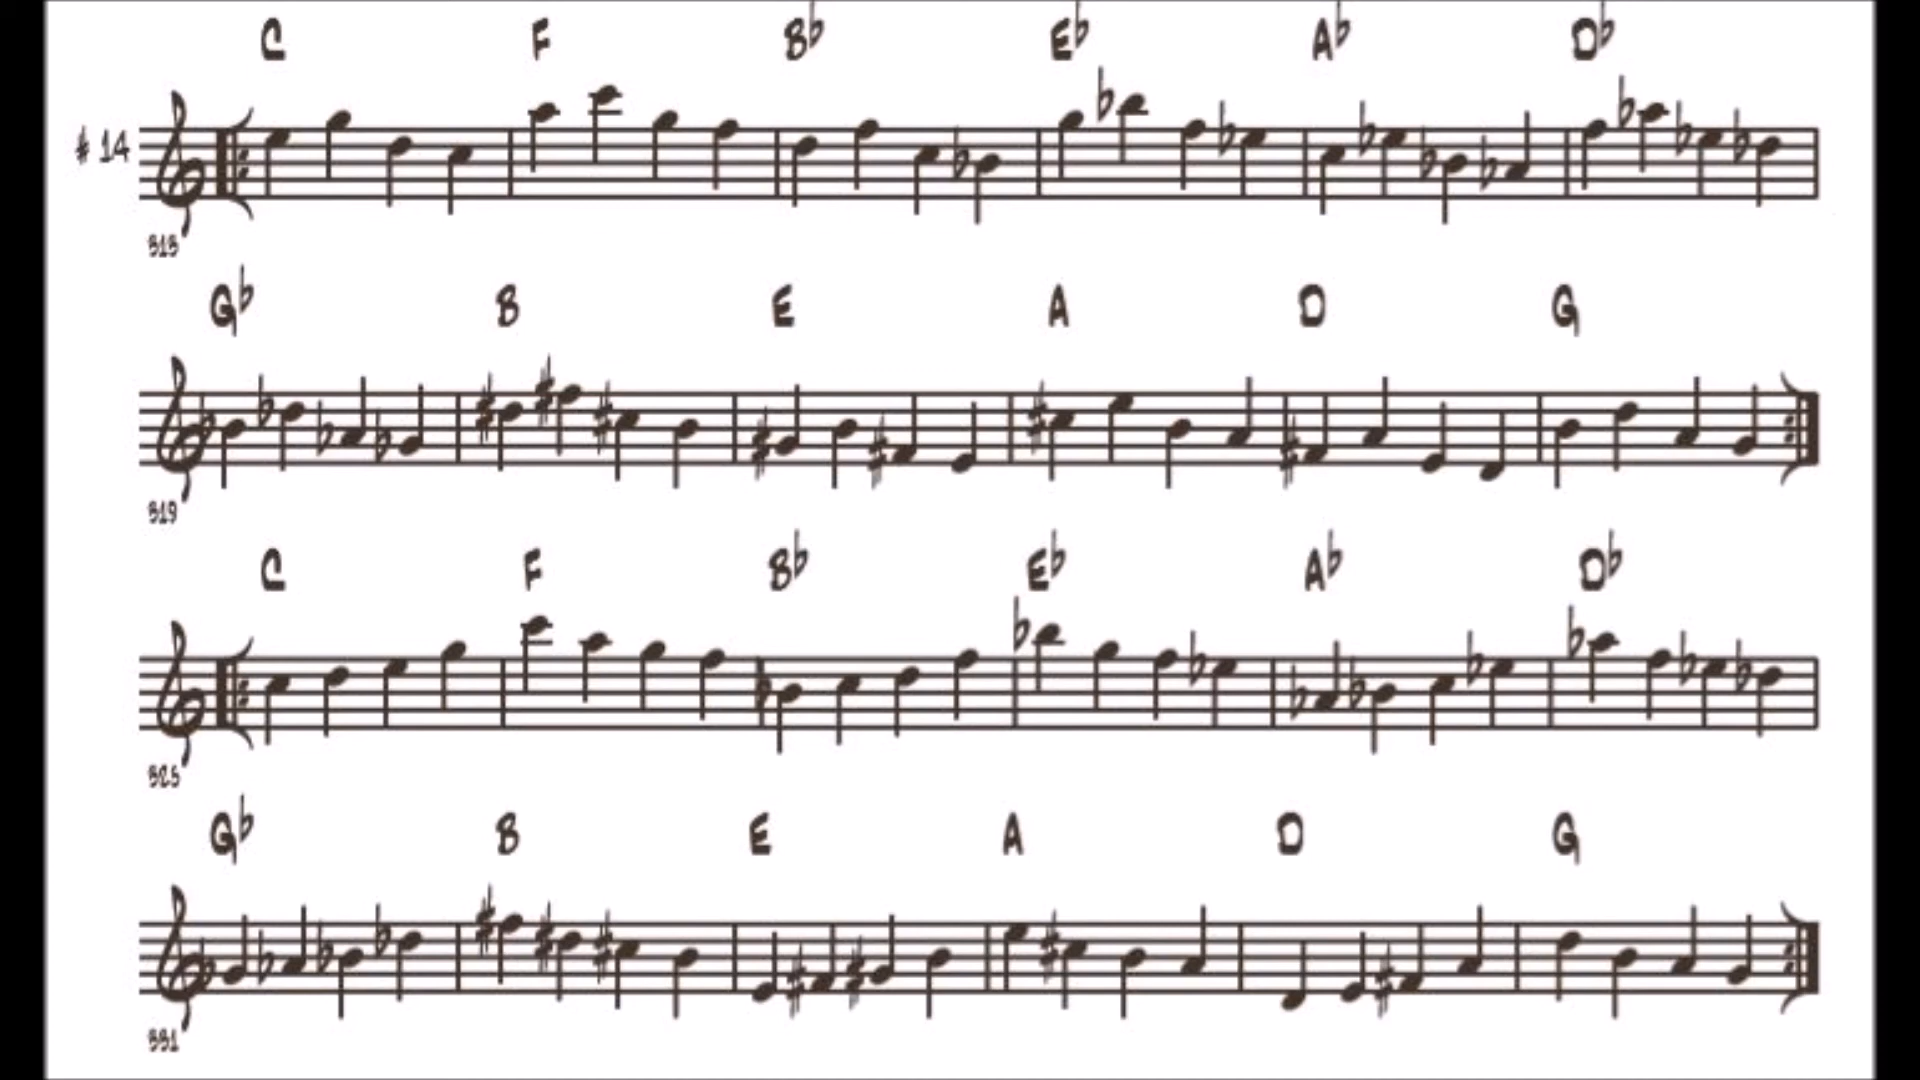 C F B♭ E♭ A♭ D♭
#14
313
G♭ B E A D G
319
C F B♭ E♭ A♭ D♭
325
G♭ B E A D G
331